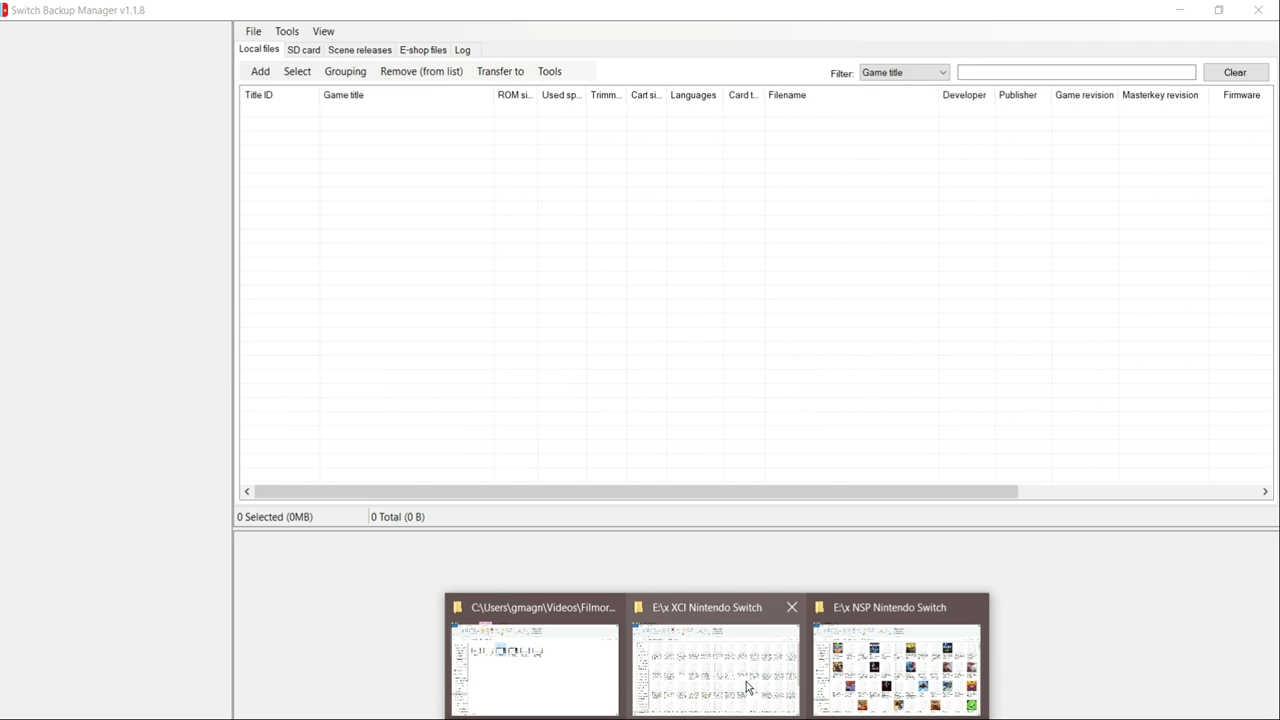 Switch Backup Manager v1.1.8
File Tools View
Local files SD card Scene releases E-shop files Log
Add Select Grouping Remove (from list) Transfer to Tools Filter: Game title Clear
Title ID Game title ROM si... Used sp... Trimm... Cart si... Languages Card t... Filename Developer Publisher Game revision Masterkey revision Firmware
0 Selected (0MB) 0 Total (0 B)
C:\Users\gmagn\Videos\Filmor... E:\x XCI Nintendo Switch E:\x NSP Nintendo Switch